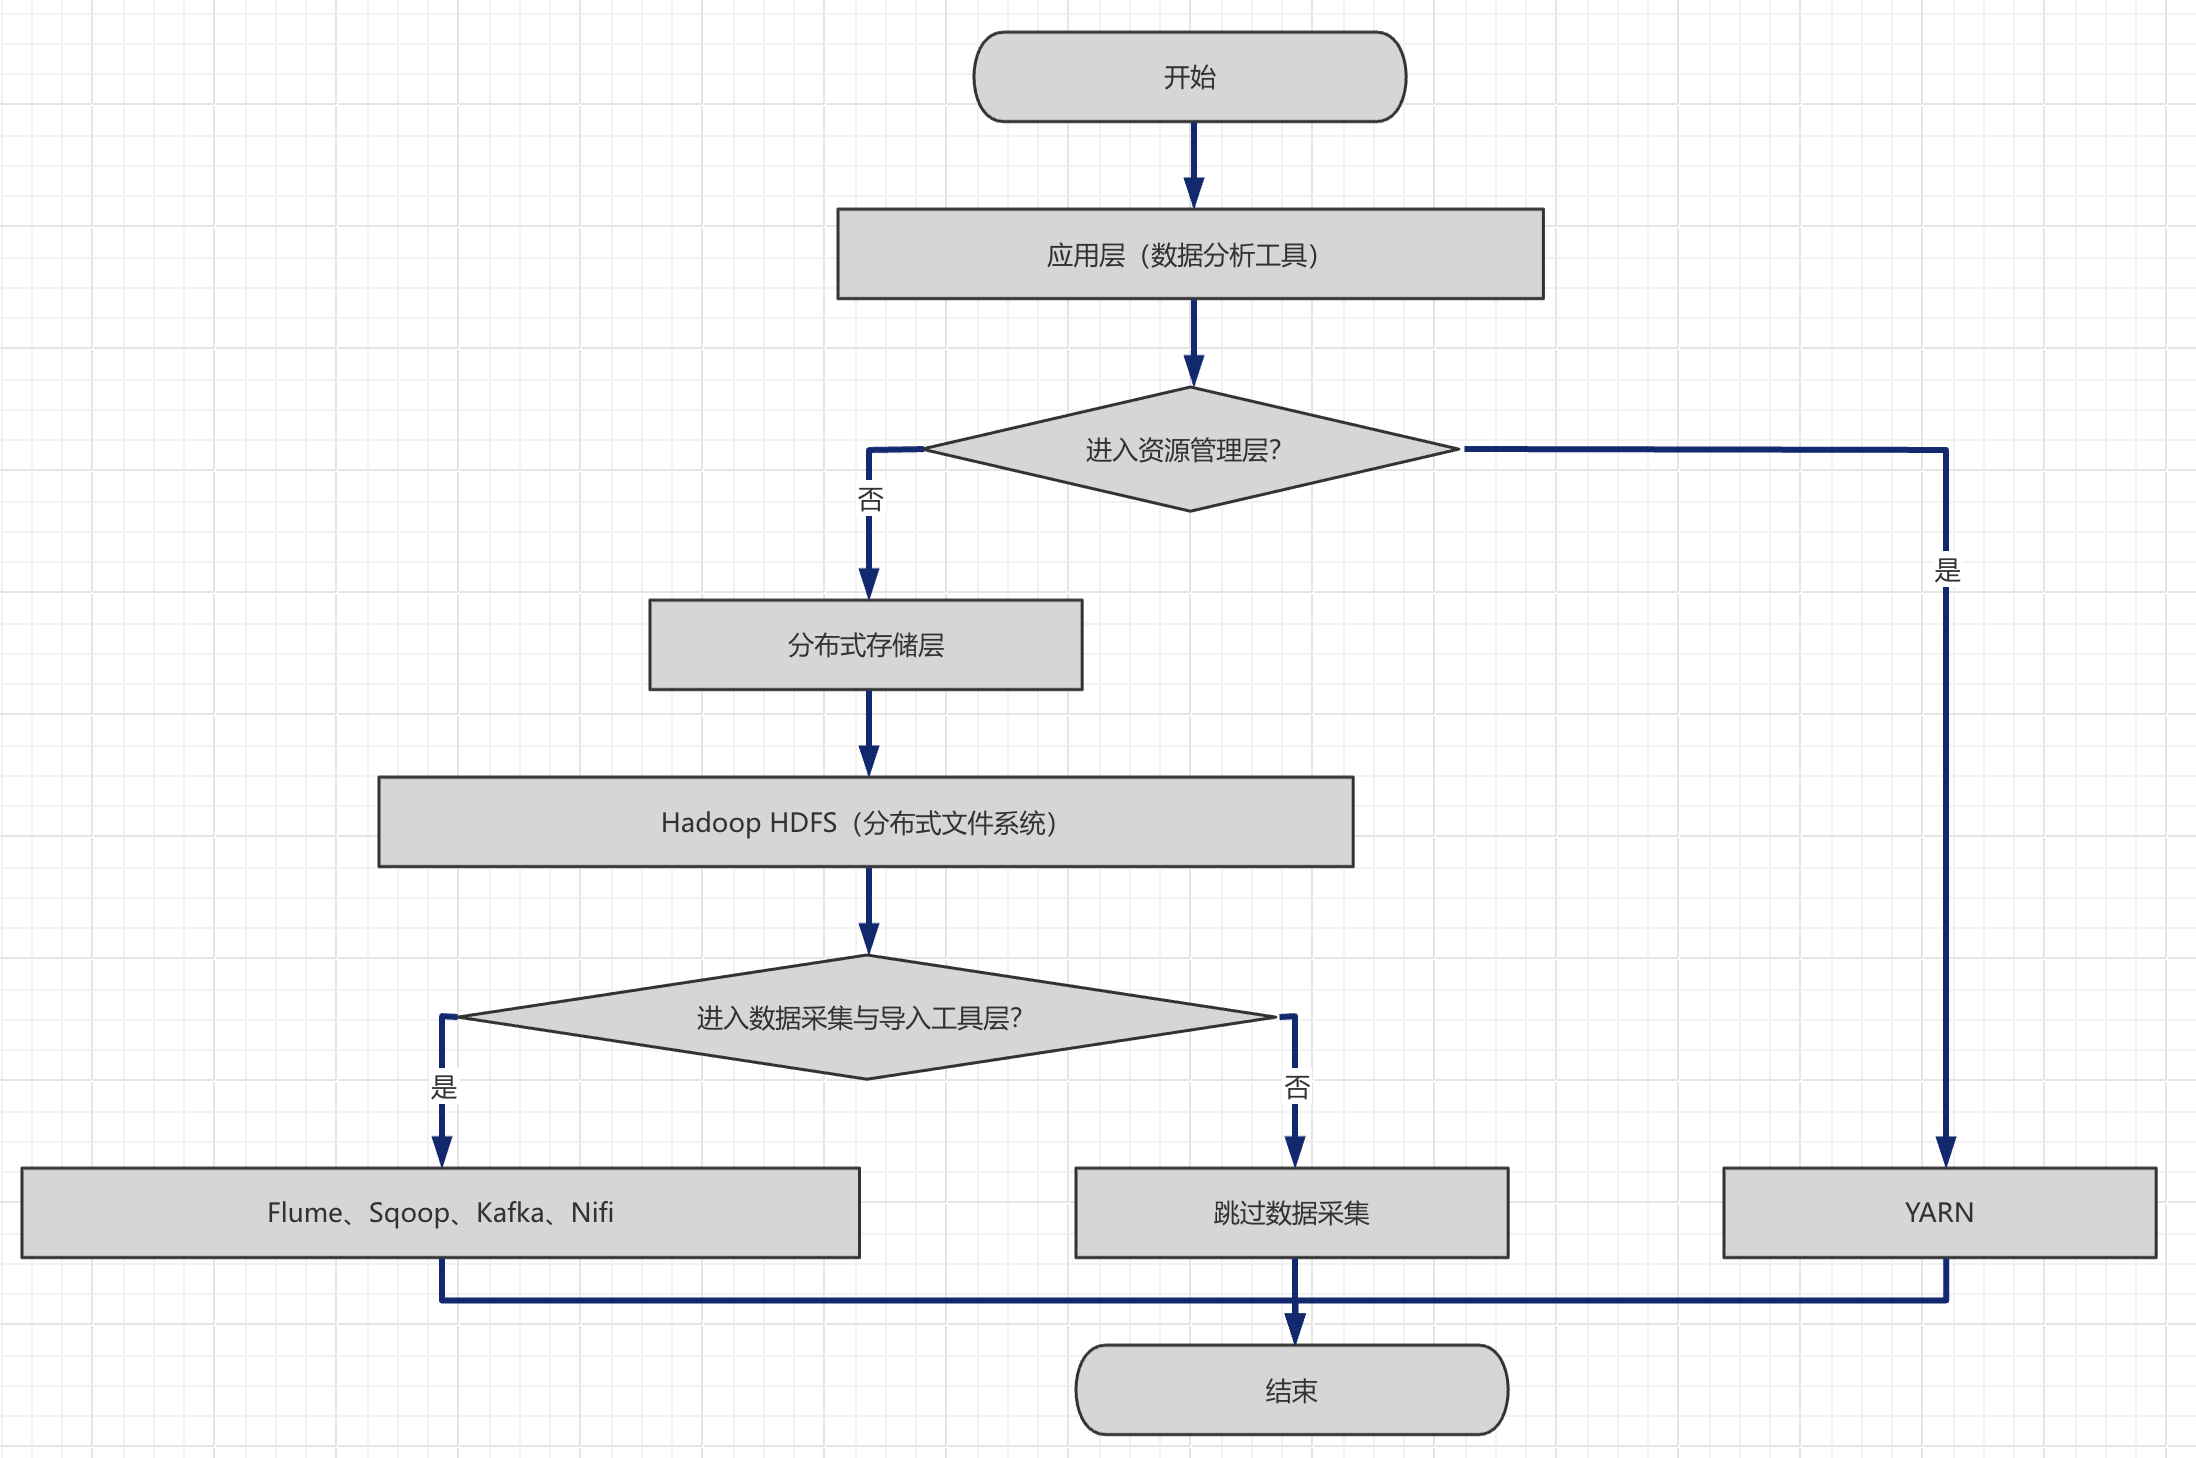 开始
应用层（数据分析工具）
进入资源管理层？
否
是
分布式存储层
Hadoop HDFS（分布式文件系统）
进入数据采集与导入工具层？
是
否
Flume、Sqoop、Kafka、Nifi
跳过数据采集
YARN
结束